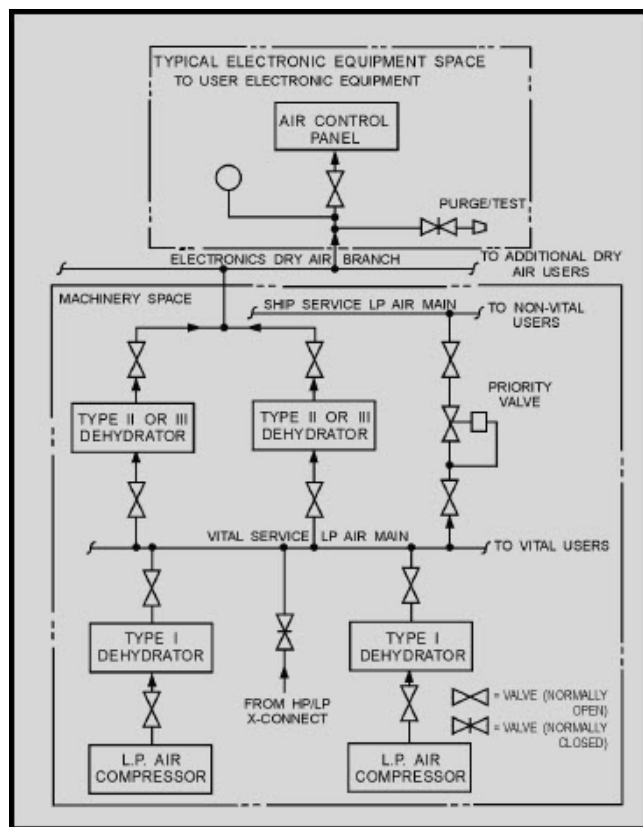 TYPICAL ELECTRONIC EQUIPMENT SPACE
TO USER ELECTRONIC EQUIPMENT
AIR CONTROL
PANEL
PURGE/TEST
ELECTRONICS DRY AIR BRANCH
TO ADDITIONAL DRY
AIR USERS
MACHINERY SPACE
SHIP SERVICE LP AIR MAIN
TO NON-VITAL
USERS
PRIORITY
VALVE
TYPE II OR III
DEHYDRATOR
TYPE II OR III
DEHYDRATOR
VITAL SERVICE LP AIR MAIN
TO VITAL USERS
TYPE I
DEHYDRATOR
TYPE I
DEHYDRATOR
FROM HP/LP
X-CONNECT
= VALVE (NORMALLY
OPEN)
= VALVE (NORMALLY
CLOSED)
L.P. AIR
COMPRESSOR
L.P. AIR
COMPRESSOR